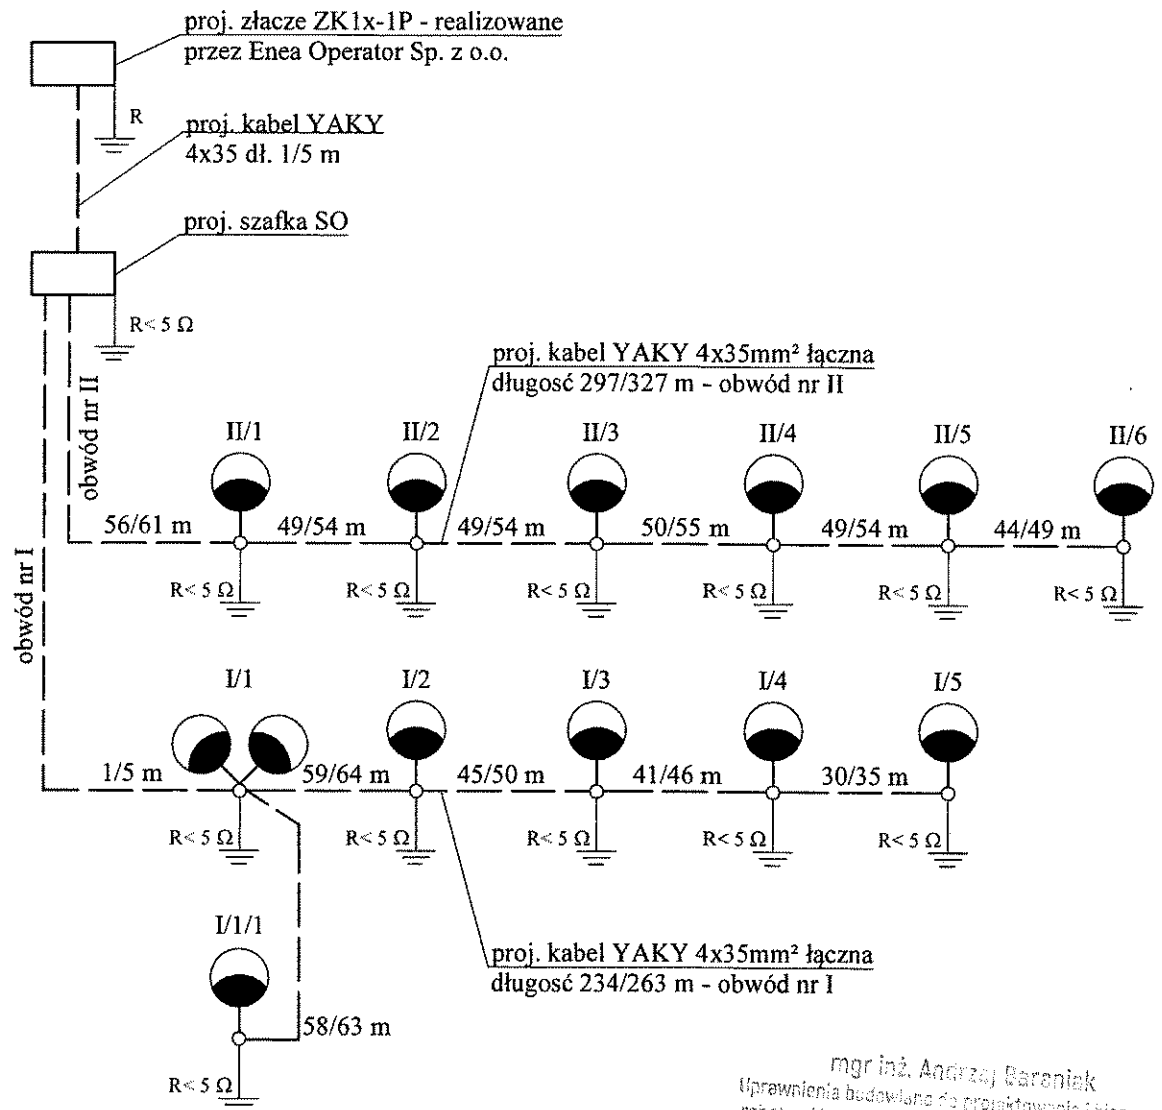 proj. złacze ZK1x-1P - realizowane
przez Enea Operator Sp. z o.o.
R
proj. kabel YAKY
4x35 dł. 1/5 m
proj. szafka SO
R< 5 Ω
obwód nr II
obwód nr I
proj. kabel YAKY 4x35mm² łączna
długosć 297/327 m - obwód nr II
II/1 II/2 II/3 II/4 II/5 II/6
56/61 m 49/54 m 49/54 m 50/55 m 49/54 m 44/49 m
R< 5 Ω R< 5 Ω R< 5 Ω R< 5 Ω R< 5 Ω R< 5 Ω
I/1 I/2 I/3 I/4 I/5
1/5 m 59/64 m 45/50 m 41/46 m 30/35 m
R< 5 Ω R< 5 Ω R< 5 Ω R< 5 Ω R< 5 Ω
I/1/1
proj. kabel YAKY 4x35mm² łączna
długosć 234/263 m - obwód nr I
58/63 m
R< 5 Ω
mgr inż. Andrzej Baraniak
Uprawnienia budowlane do projektowania